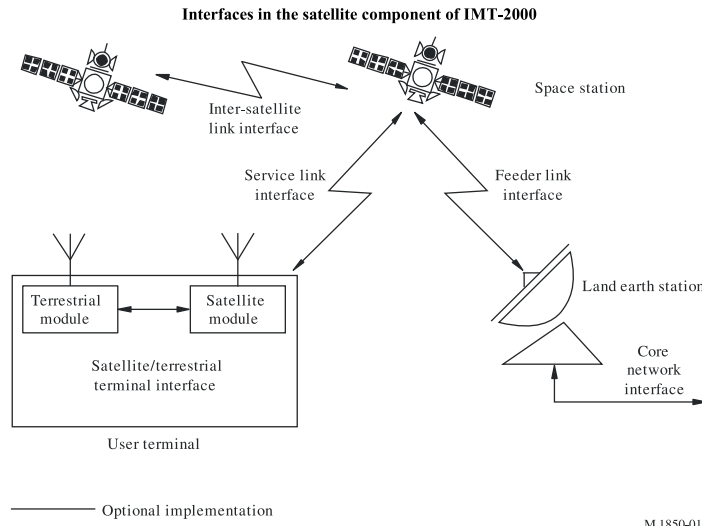 Interfaces in the satellite component of IMT-2000
Space station
Inter-satellite
link interface
Service link
interface
Feeder link
interface
Terrestrial
module
Satellite
module
Land earth station
Satellite/terrestrial
terminal interface
Core
network
interface
User terminal
Optional implementation
M.1850-01